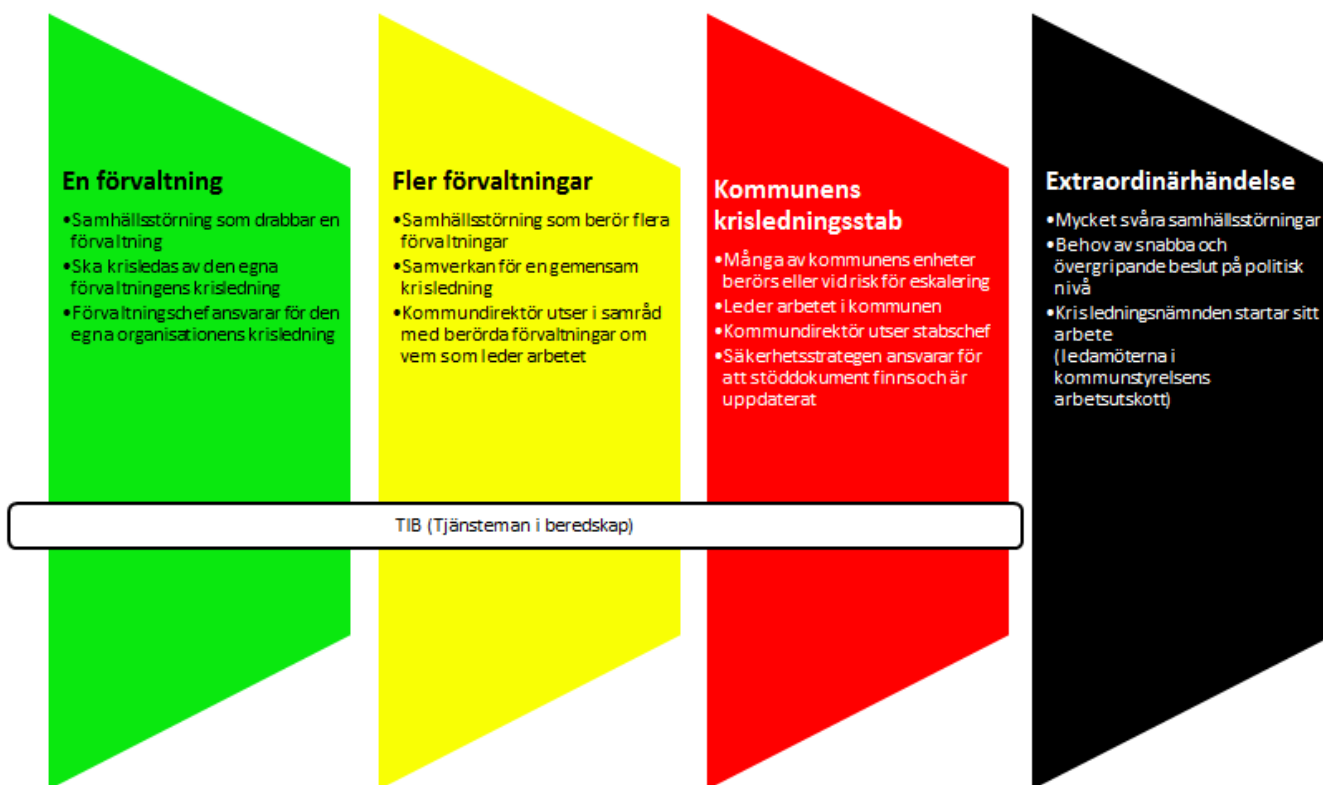 En förvaltning
•Samhällsstörning som drabbar en
förvaltning
•Ska krisledas av den egna
förvaltningens krisledning
•Förvaltningschef ansvarar för den
egna organisationens krisledning
Fler förvaltningar
•Samhällsstörning som berör flera
förvaltningar
•Samverkan för en gemensam
krisledning
•Kommundirektör utser i samråd
med berörda förvaltningar om
vem som leder arbetet
Kommunens
krisledningsstab
•Många av kommunens enheter
berörs eller vid risk för eskalering
•Leder arbetet i kommunen
•Kommundirektör utser stabschef
•Säkerhetsstrategen ansvarar för
att stöddokument finnsoch är
uppdaterat
Extraordinärhändelse
•Mycket svåra samhällsstörningar
•Behov av snabba och
övergripande beslut på politisk
nivå
•Krisledningsnämnden startar sitt
arbete
(ledamöterna i
kommunstyrelsens
arbetsutskott)
TIB (Tjänsteman i beredskap)